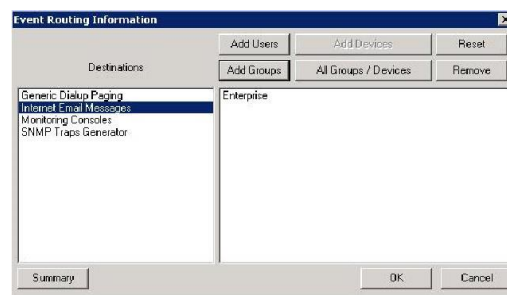 Event Routing Information
Add Users
Add Devices
Reset
Destinations
Add Groups
All Groups / Devices
Remove
Generic Dialup Paging
Internet Email Messages
Monitoring Consoles
SNMP Traps Generator
Enterprise
Summary
OK
Cancel